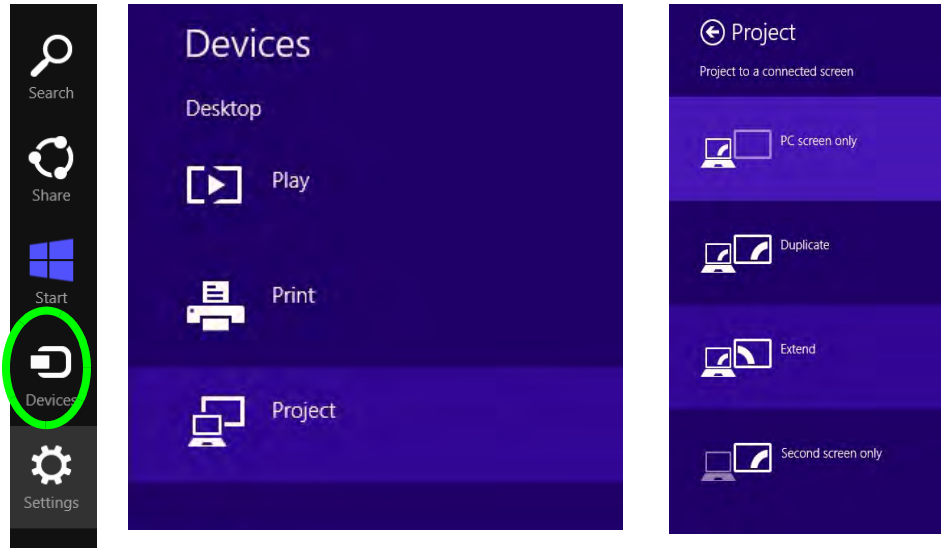 Search
Share
Start
Devices
Settings
Devices
Desktop
Play
Print
Project
Project
Project to a connected screen
PC screen only
Duplicate
Extend
Second screen only